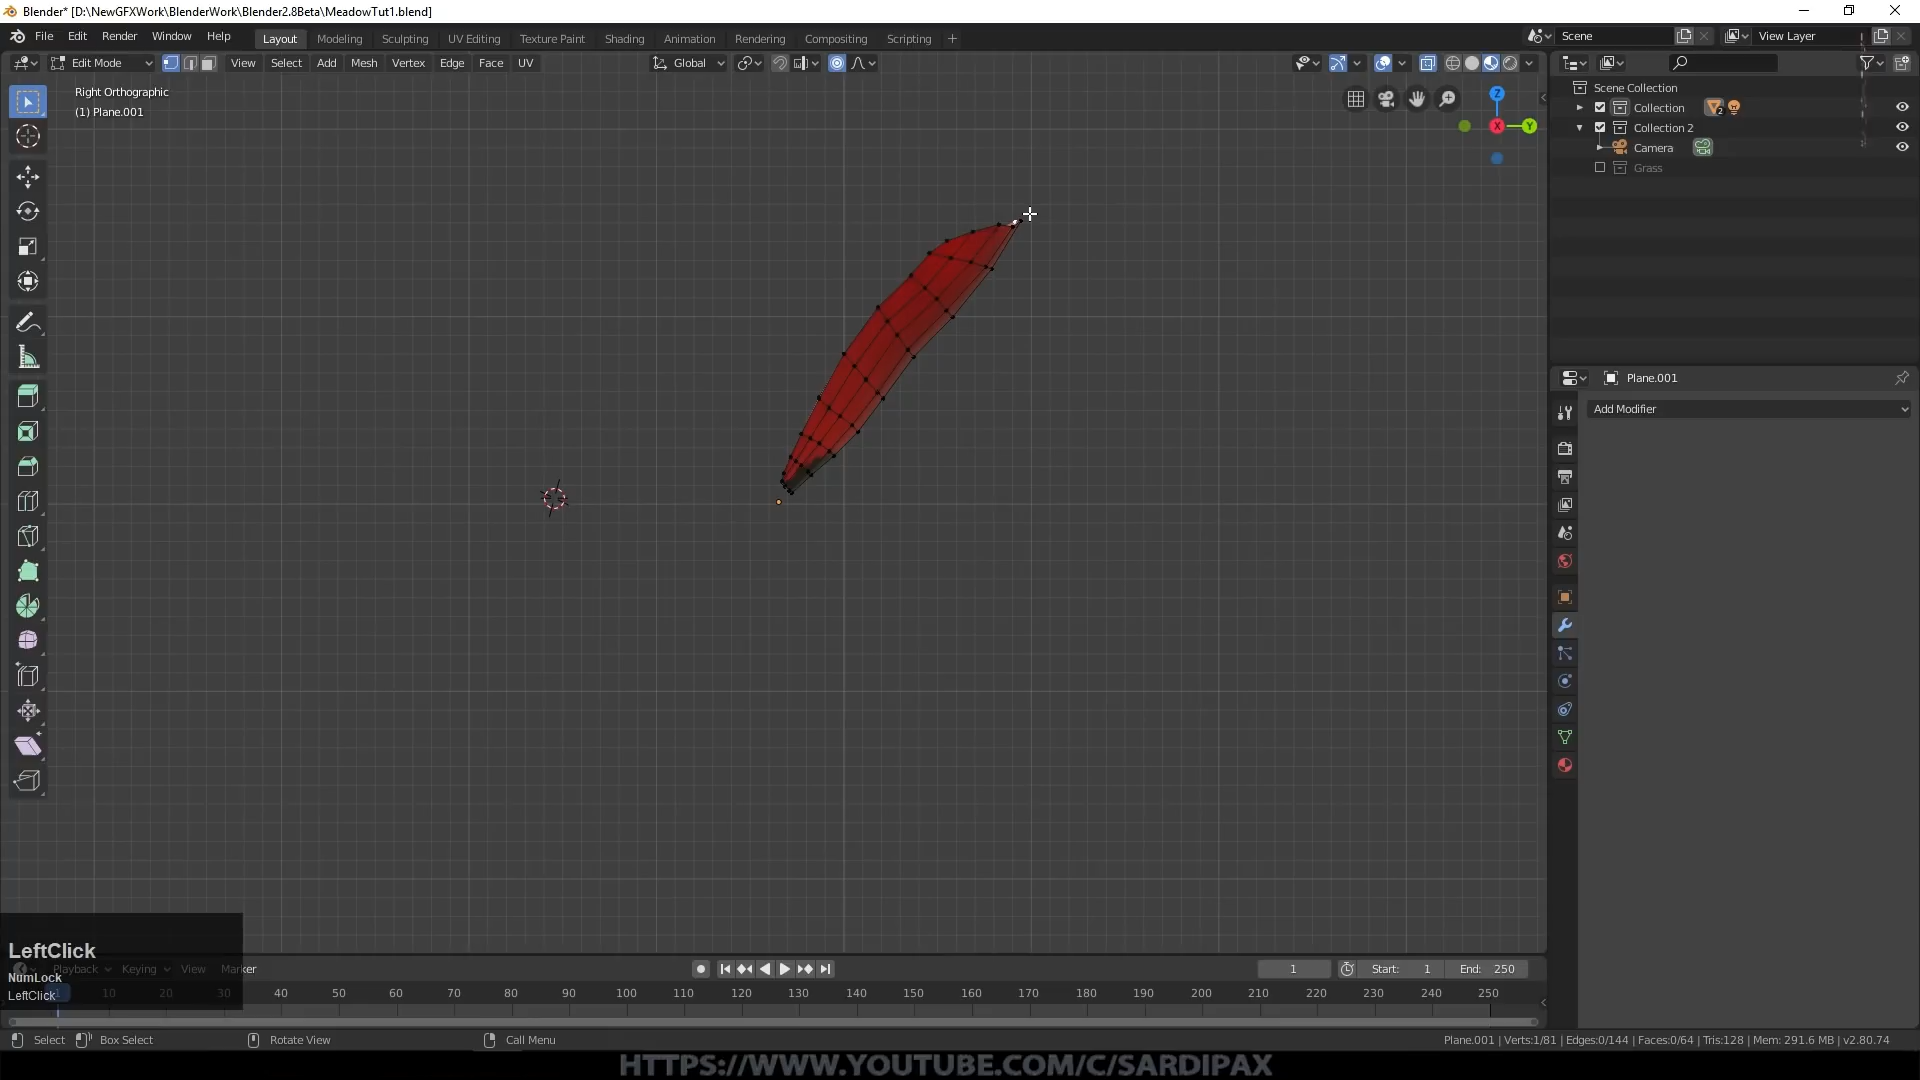 Blender* [D:\NewGFXWork\BlenderWork\Blender2.8Beta\MeadowTut1.blend]
File Edit Render Window Help Layout Modeling Sculpting UV Editing Texture Paint Shading Animation Rendering Compositing Scripting + Scene View Layer
Edit Mode View Select Add Mesh Vertex Edge Face UV Global
Right Orthographic
(1) Plane.001
Z
X
Y
Scene Collection
Collection 2
Collection 2
Camera
Grass
Plane.001
Add Modifier
LeftClick
NumLock
LeftClick
Playback Keying View Marker 1 Start: 1 End: 250
1 10 20 30 40 50 60 70 80 90 100 110 120 130 140 150 160 170 180 190 200 210 220 230 240 250
Select Box Select Rotate View Call Menu Plane.001 | Verts:1/81 | Edges:0/144 | Faces:0/64 | Tris:128 | Mem: 291.6 MB | v2.80.74
HTTPS://WWW.YOUTUBE.COM/C/SARDIPAX